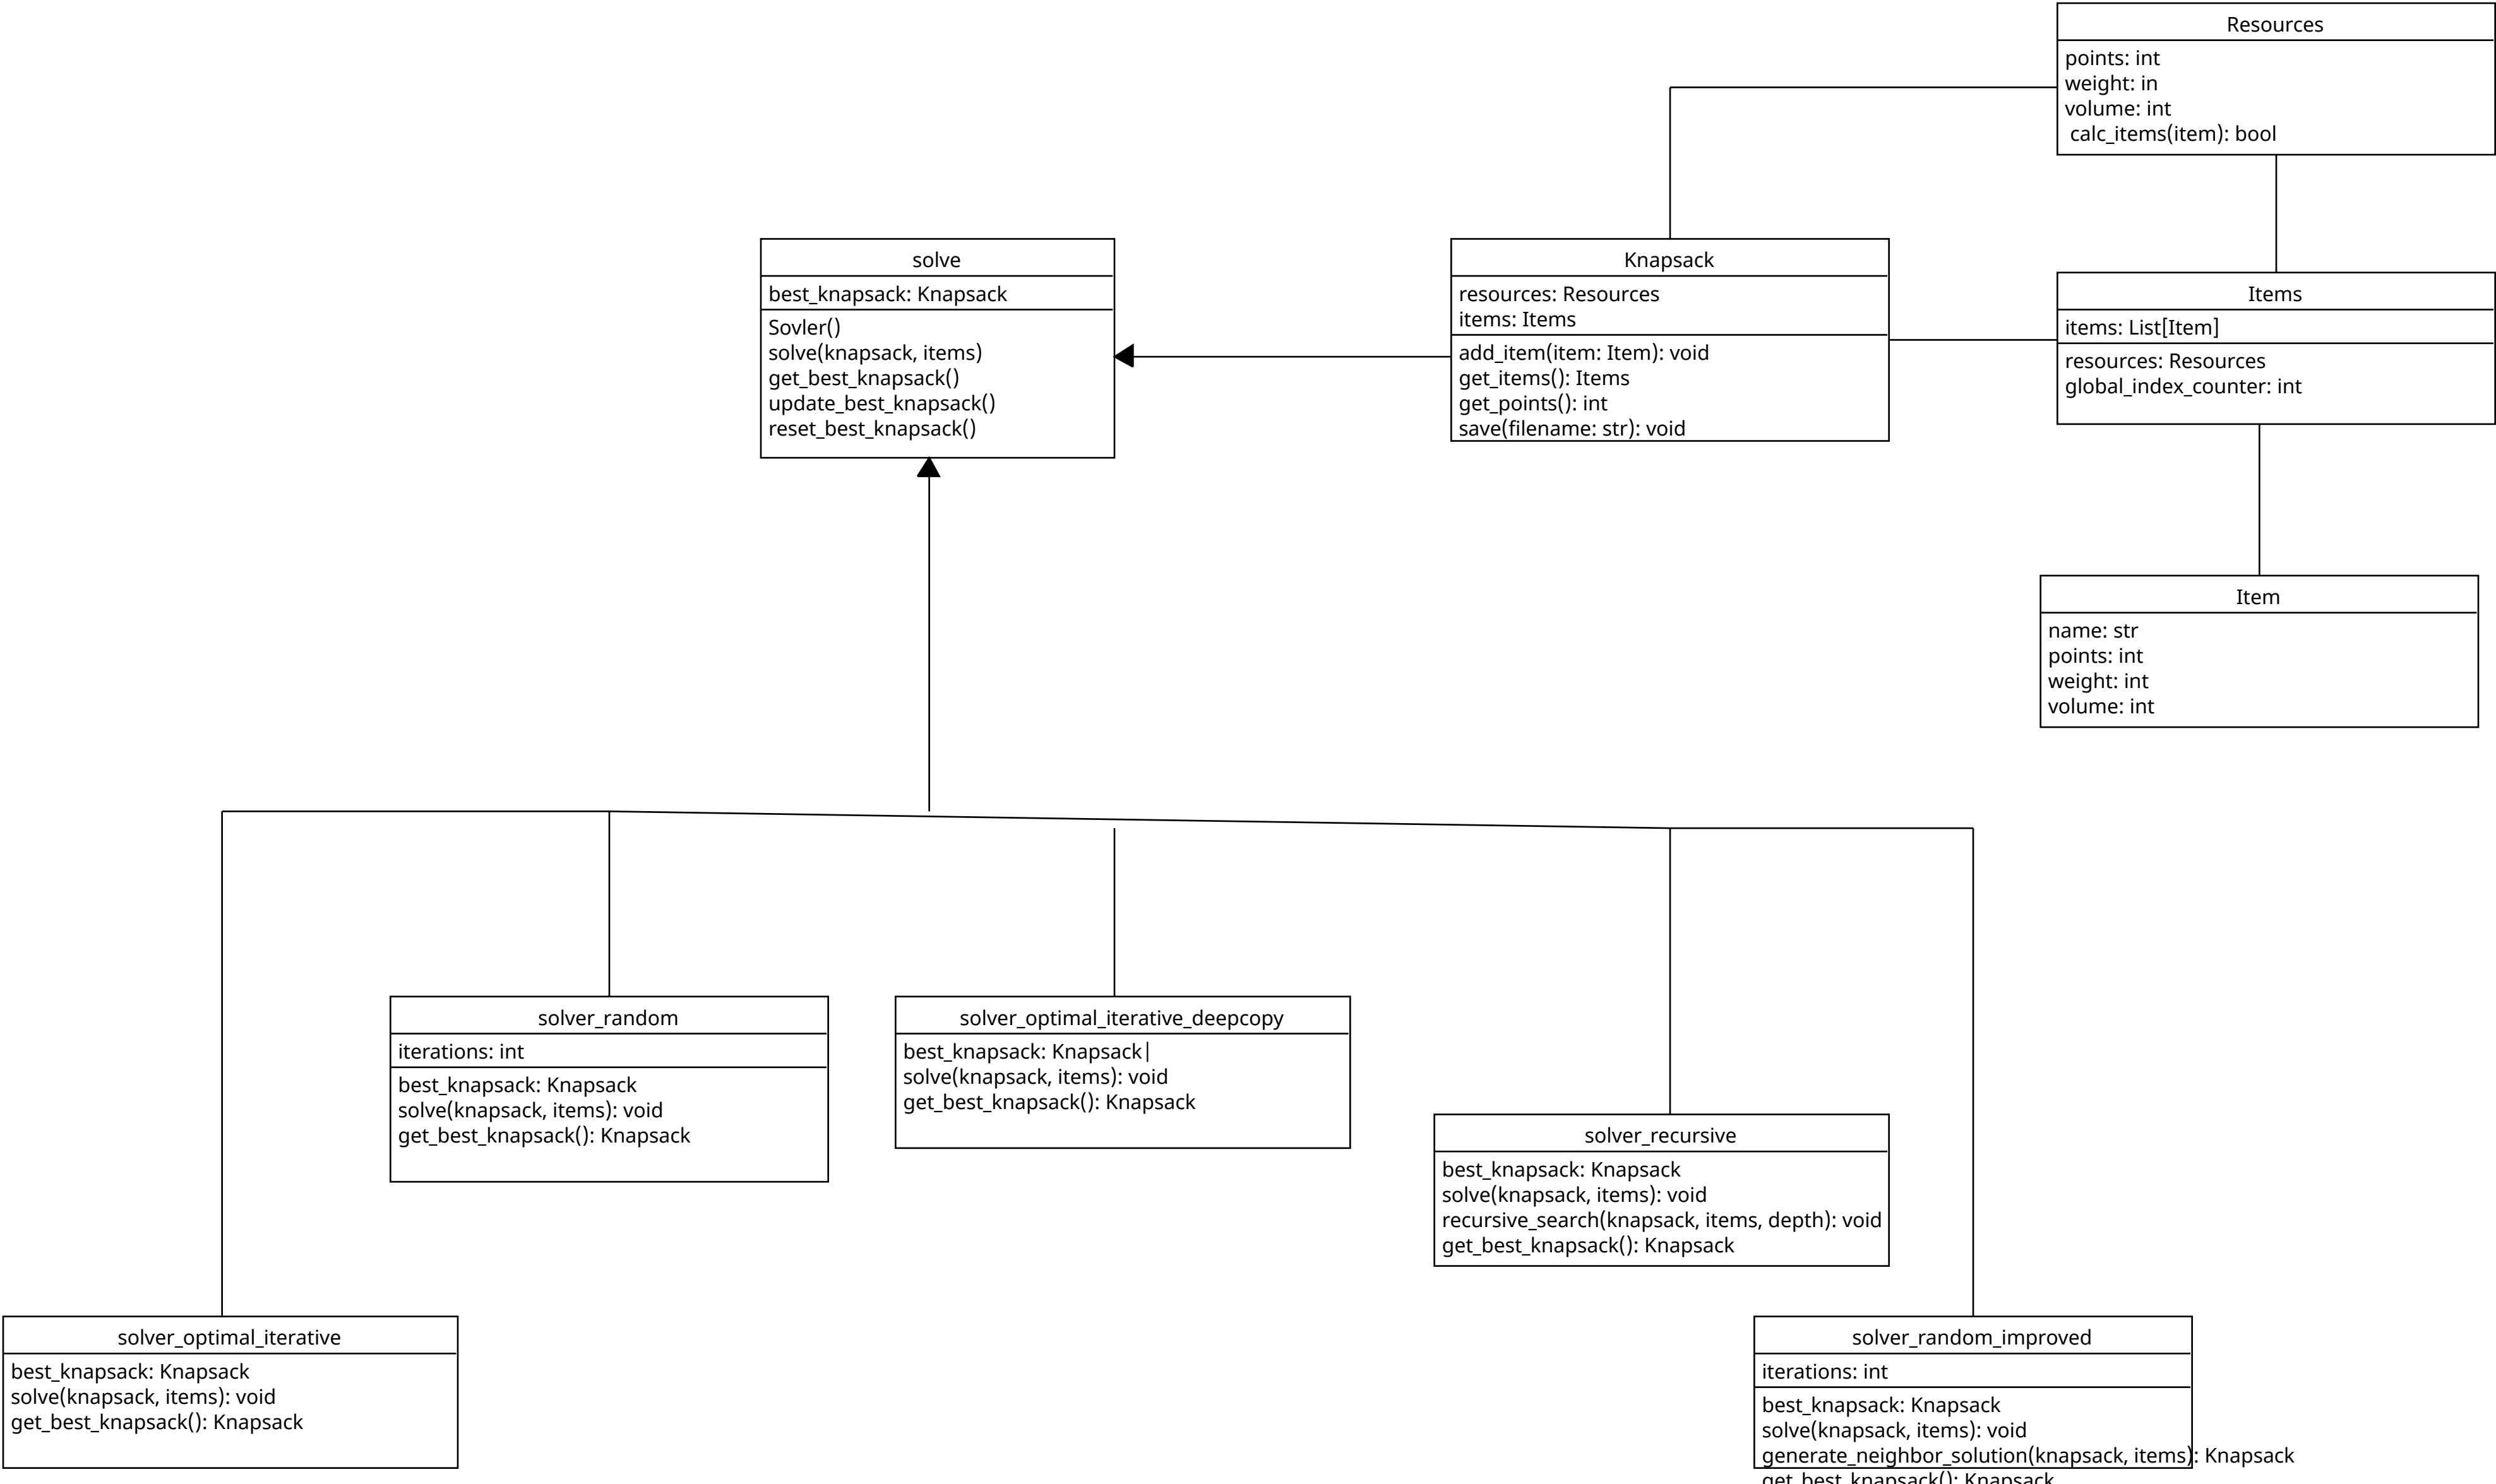 Resources
points: int
weight: in
volume: int
calc_items(item): bool
solve
best_knapsack: Knapsack
Sovler()
solve(knapsack, items)
get_best_knapsack()
update_best_knapsack()
reset_best_knapsack()
Knapsack
resources: Resources
items: Items
add_item(item: Item): void
get_items(): Items
get_points(): int
save(filename: str): void
Items
items: List[Item]
resources: Resources
global_index_counter: int
Item
name: str
points: int
weight: int
volume: int
solver_random
iterations: int
best_knapsack: Knapsack
solve(knapsack, items): void
get_best_knapsack(): Knapsack
solver_optimal_iterative_deepcopy
best_knapsack: Knapsack|
solve(knapsack, items): void
get_best_knapsack(): Knapsack
solver_recursive
best_knapsack: Knapsack
solve(knapsack, items): void
recursive_search(knapsack, items, depth): void
get_best_knapsack(): Knapsack
solver_optimal_iterative
best_knapsack: Knapsack
solve(knapsack, items): void
get_best_knapsack(): Knapsack
solver_random_improved
iterations: int
best_knapsack: Knapsack
solve(knapsack, items): void
generate_neighbor_solution(knapsack, items): Knapsack
get_best_knapsack(): Knapsack